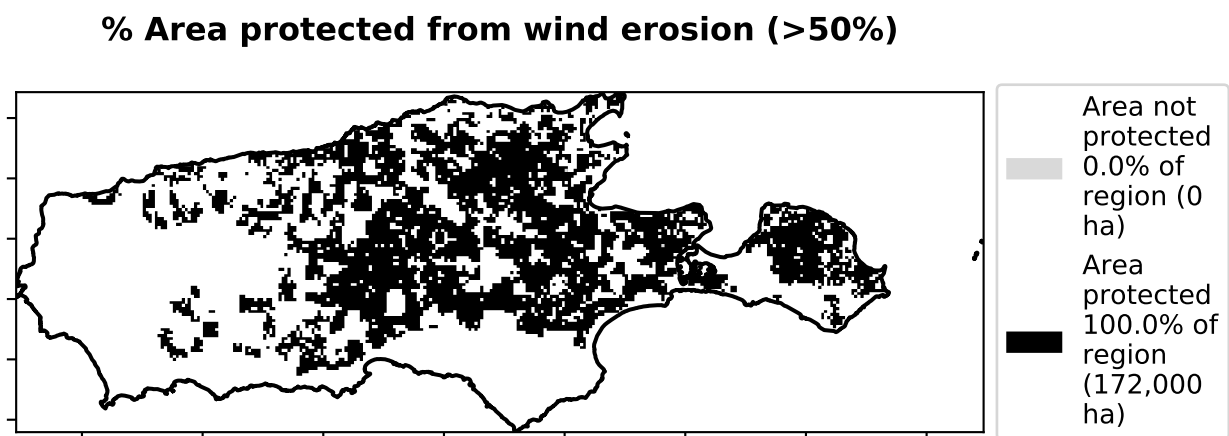 % Area protected from wind erosion (>50%)
Area not
protected
0.0% of
region (0
ha)
Area
protected
100.0% of
region
(172,000
ha)